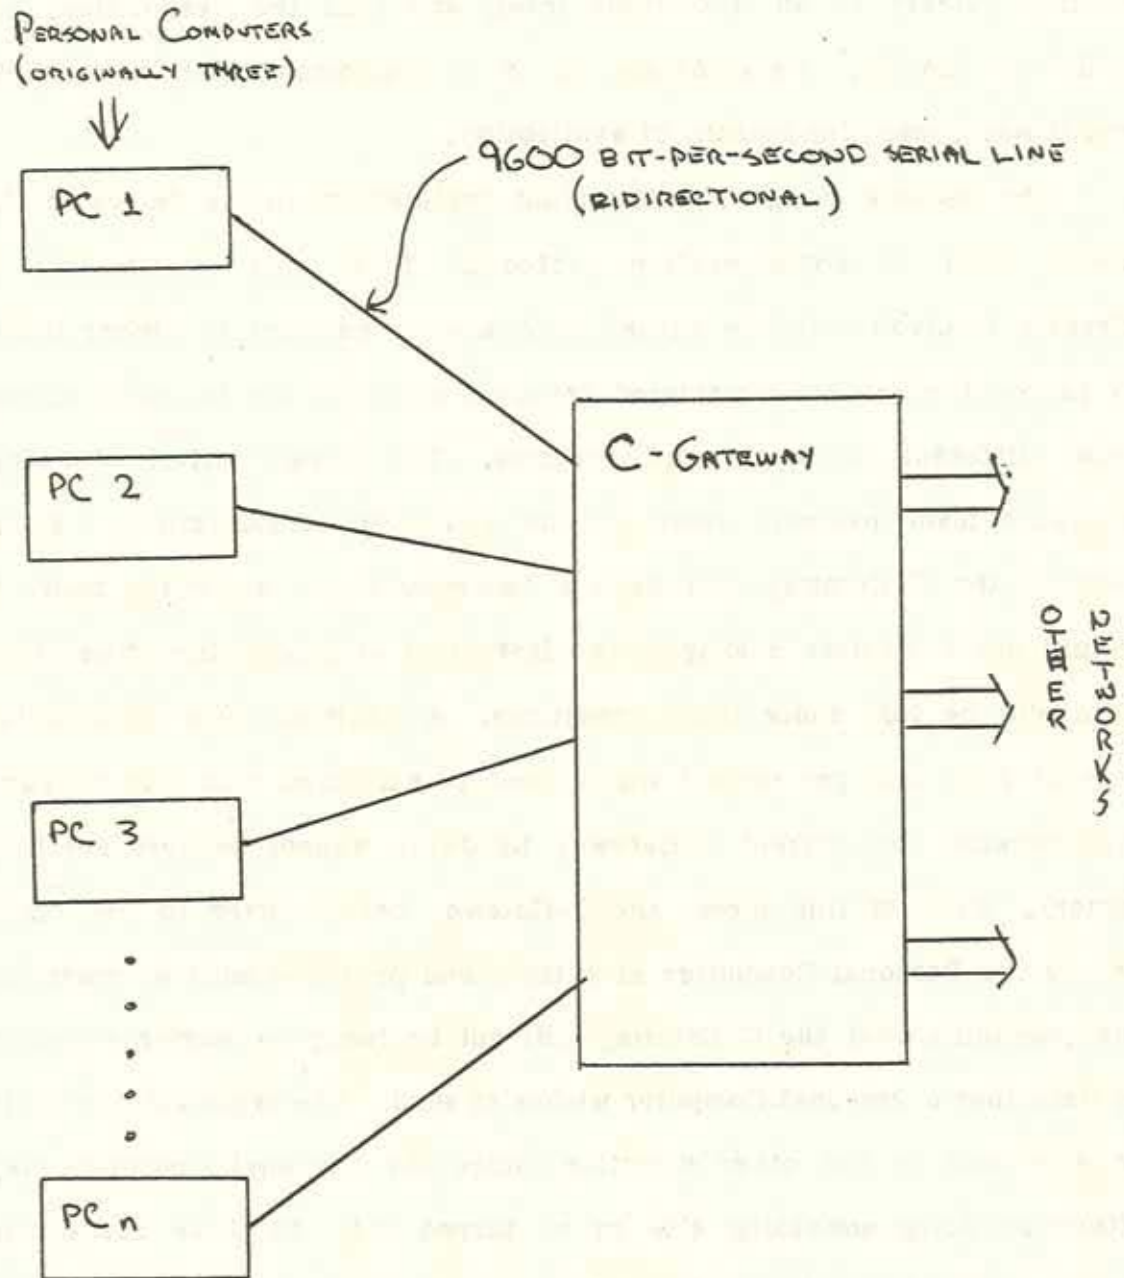 PERSONAL COMPUTERS
(ORIGINALLY THREE)
PC 1
9600 BIT-PER-SECOND SERIAL LINE
(BIDIRECTIONAL)
C-GATEWAY
PC 2
OTHER
NETWORKS
PC 3
PC n